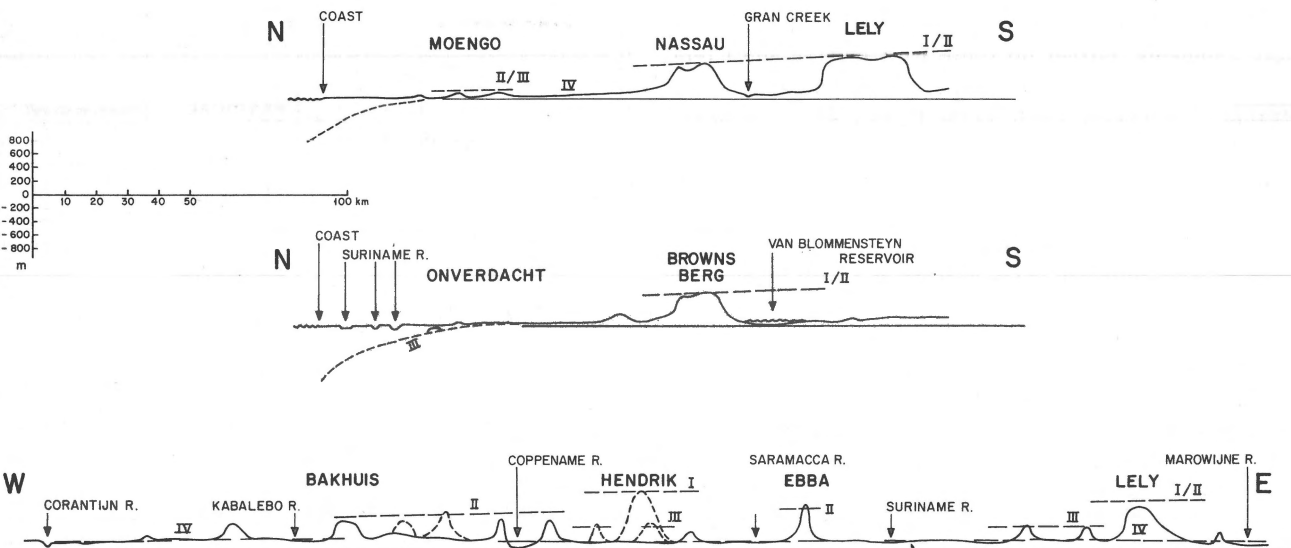 N COAST MOENGO NASSAU GRAN CREEK LELY S
I/II
II/III IV
800
600
400
200
0
-200
-400
-600
-800
m
10 20 30 40 50 100 km
N COAST SURINAME R. ONVERDACHT BROWNS BERG VAN BLOMMENSTEYN RESERVOIR S
I/II
III
W CORANTIJN R. KABALEBO R. BAKHUIS COPPENAME R. HENDRIK I SARAMACCA R. EBBA SURINAME R. LELY I/II MAROWIJNE R. E
IV II III II III IV